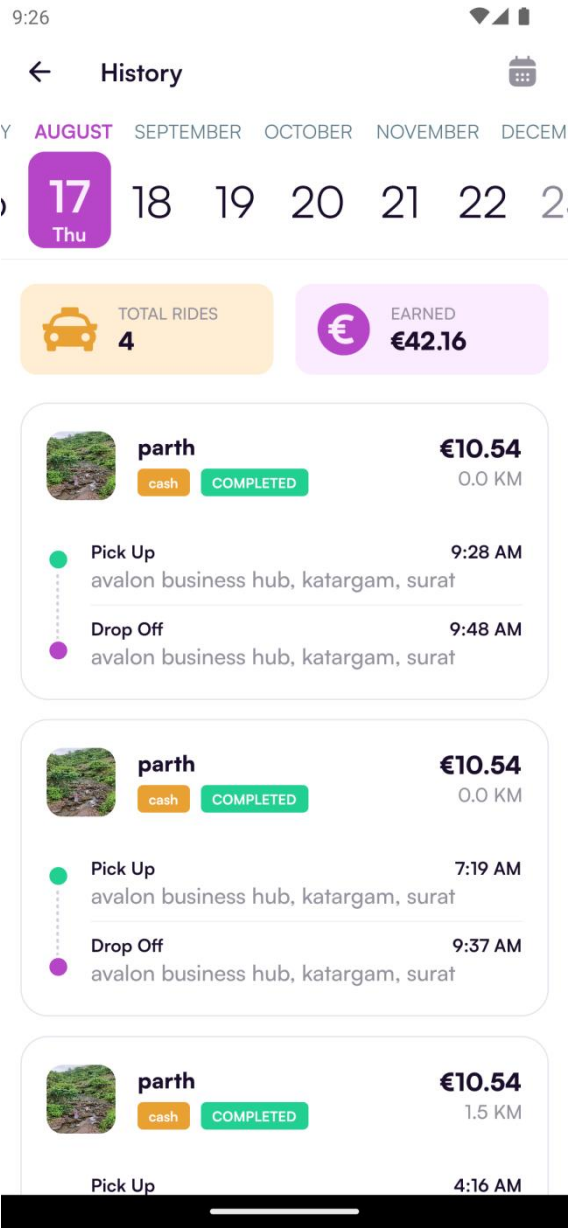 9:26
History
Y AUGUST SEPTEMBER OCTOBER NOVEMBER DECEM
17 18 19 20 21 22 2
Thu
TOTAL RIDES
4
EARNED
€42.16
parth €10.54
cash COMPLETED 0.0 KM
Pick Up 9:28 AM
avalon business hub, katargam, surat
Drop Off 9:48 AM
avalon business hub, katargam, surat
parth €10.54
cash COMPLETED 0.0 KM
Pick Up 7:19 AM
avalon business hub, katargam, surat
Drop Off 9:37 AM
avalon business hub, katargam, surat
parth €10.54
cash COMPLETED 1.5 KM
Pick Up 4:16 AM